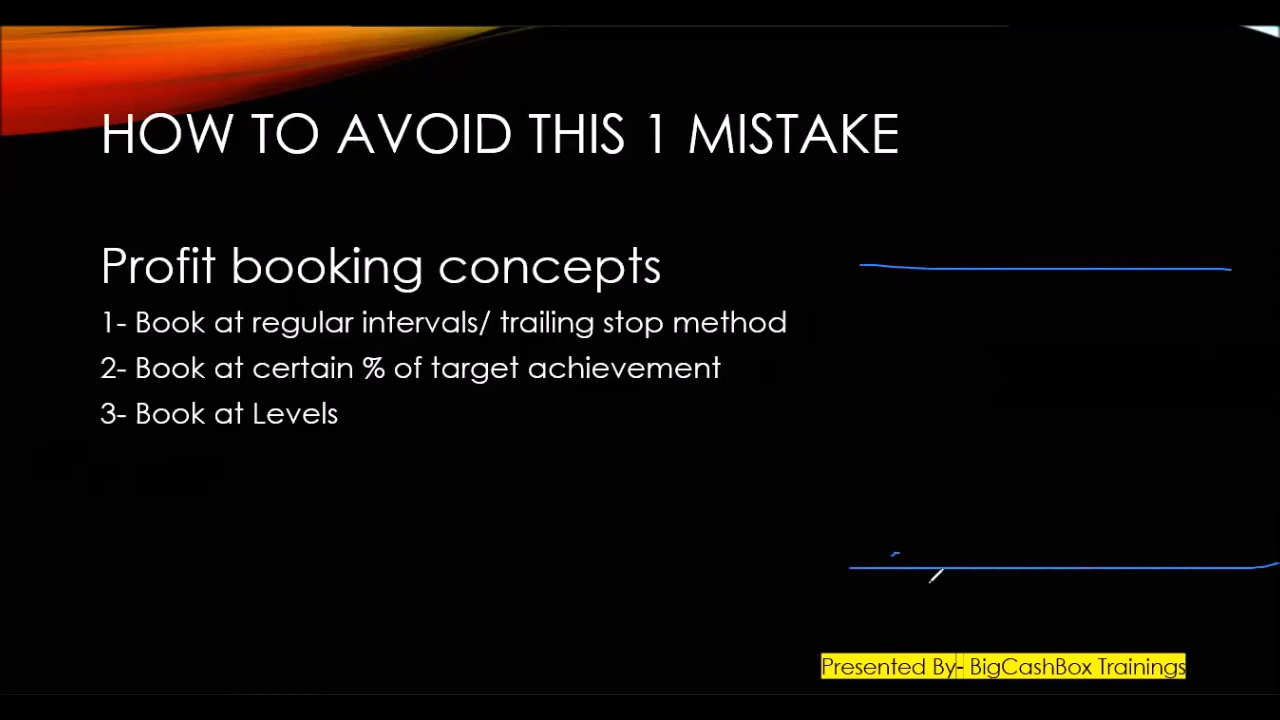 HOW TO AVOID THIS 1 MISTAKE
Profit booking concepts
1- Book at regular intervals/ trailing stop method
2- Book at certain % of target achievement
3- Book at Levels
Presented By- BigCashBox Trainings